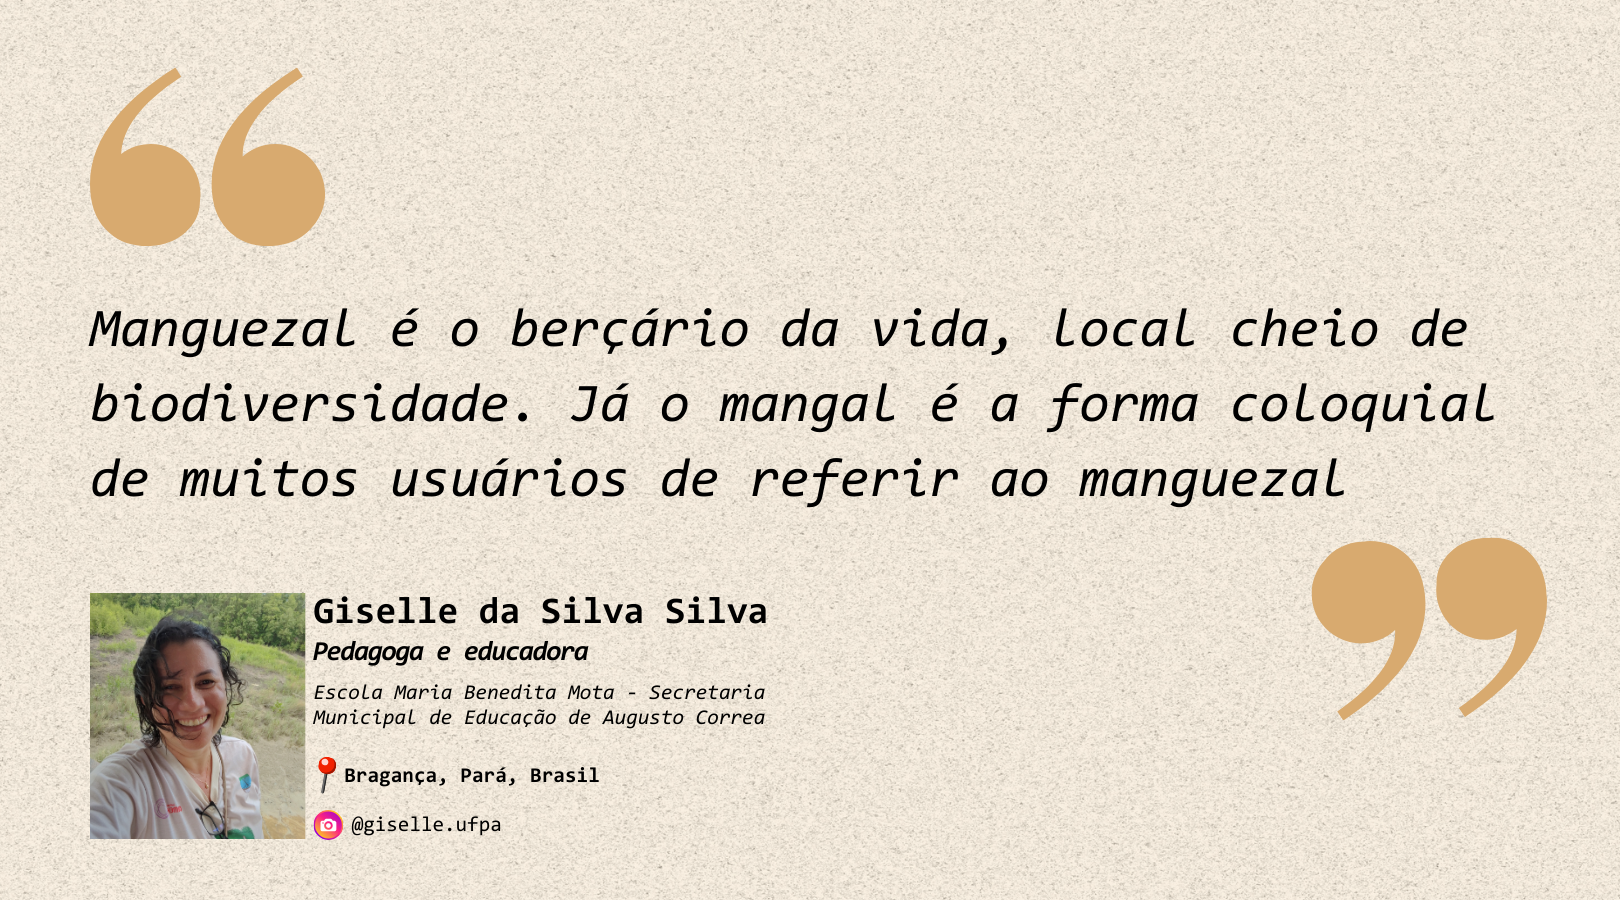 Manguezal é o berçário da vida, local cheio de
biodiversidade. Já o mangal é a forma coloquial
de muitos usuários de referir ao manguezal
Giselle da Silva Silva
Pedagoga e educadora
Escola Maria Benedita Mota - Secretaria
Municipal de Educação de Augusto Correa
Bragança, Pará, Brasil
@giselle.ufpa